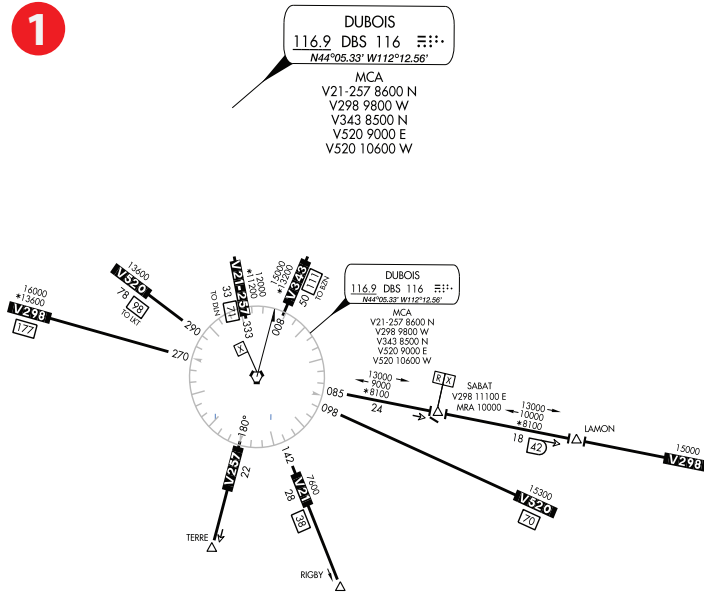 1
DUBOIS
116.9 DBS 116
N44°05.33' W112°12.56'
MCA
V21-257 8600 N
V298 9800 W
V343 8500 N
V520 9000 E
V520 10600 W
16000
*13600
V298
177
270
13600
V520
78 98
TO LKT
290
12000
*11200
V21-257
33 71
TO DLN
333
X
15000
*13200
V343
50 111
TO BZN
008
DUBOIS
116.9 DBS 116
N44°05.33' W112°12.56'
MCA
V21-257 8600 N
V298 9800 W
V343 8500 N
V520 9000 E
V520 10600 W
085
13000
9000
*8100
24
R X
SABAT
V298 11100 E
MRA 10000
13000
10000
*8100
18 42
LAMON
15000
V298
098
15300
V520
70
180°
V257
22
TERRE
142
7600
V21
28
38
RIGBY